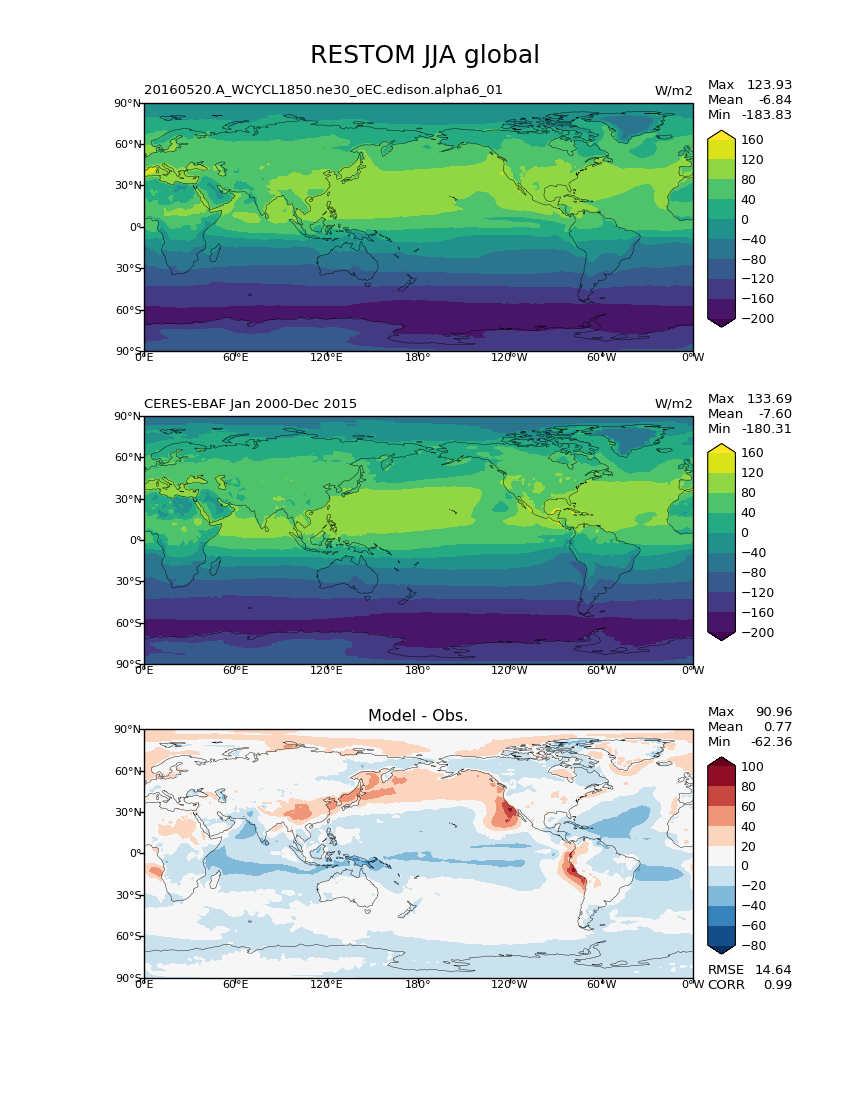 RESTOM JJA global
20160520.A_WCYCL1850.ne30_oEC.edison.alpha6_01 W/m2
Max 123.93
Mean -6.84
Min -183.83
90°N
60°N
30°N
0°
30°S
60°S
90°S
0°E 60°E 120°E 180° 120°W 60°W 0°W
160
120
80
40
0
−40
−80
−120
−160
−200
CERES-EBAF Jan 2000-Dec 2015 W/m2
Max 133.69
Mean -7.60
Min -180.31
90°N
60°N
30°N
0°
30°S
60°S
90°S
0°E 60°E 120°E 180° 120°W 60°W 0°W
160
120
80
40
0
−40
−80
−120
−160
−200
Model - Obs.
Max 90.96
Mean 0.77
Min -62.36
90°N
60°N
30°N
0°
30°S
60°S
90°S
0°E 60°E 120°E 180° 120°W 60°W 0°W
100
80
60
40
20
0
−20
−40
−60
−80
RMSE 14.64
CORR 0.99